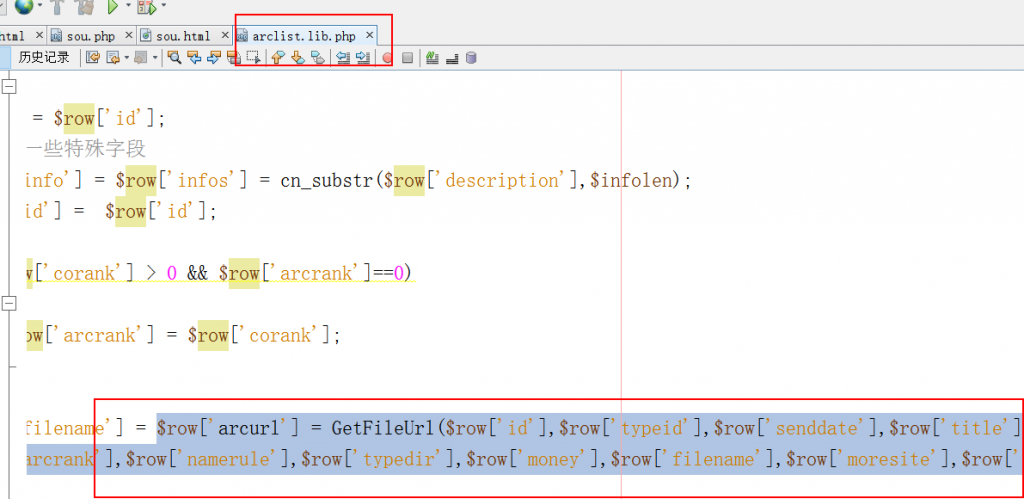 html
sou.php
sou.html
arclist.lib.php
历史记录
= $row['id'];
一些特殊字段
info'] = $row['infos'] = cn_substr($row['description'],$infolen);
id'] =  $row['id'];
['corank'] > 0 && $row['arcrank']==0)
ow['arcrank'] = $row['corank'];
filename'] = $row['arcurl'] = GetFileUrl($row['id'],$row['typeid'],$row['senddate'],$row['title']
arcrank'],$row['namerule'],$row['typedir'],$row['money'],$row['filename'],$row['moresite'],$row['